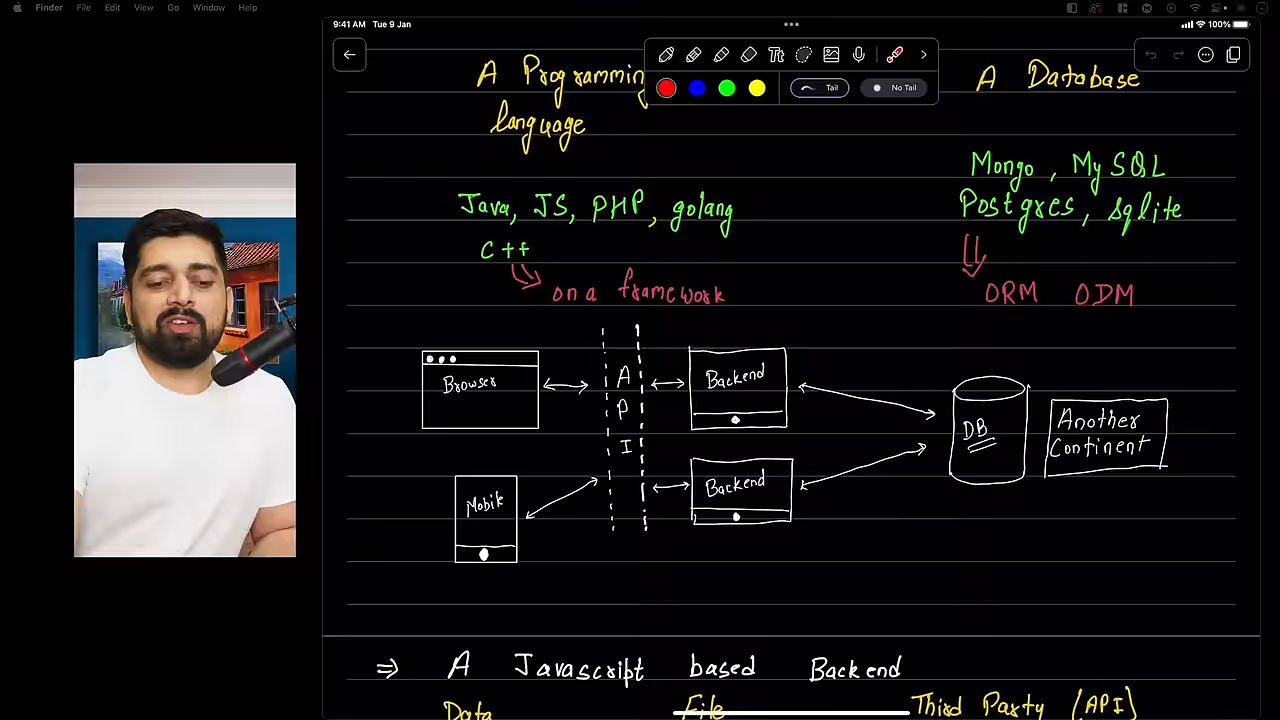 Finder File Edit View Go Window Help
9:41 AM Tue 9 Jan
100%
Tail
No Tail
A Programming
language
A Database
Java, JS, PHP, golang
C++
on a framework
Mongo, MySQL
Postgres, sqlite
ORM ODM
Browser
Mobile
A
P
I
Backend
Backend
DB
Another
Continent
⇒ A Javascript based Backend
Data File Third Party (API)